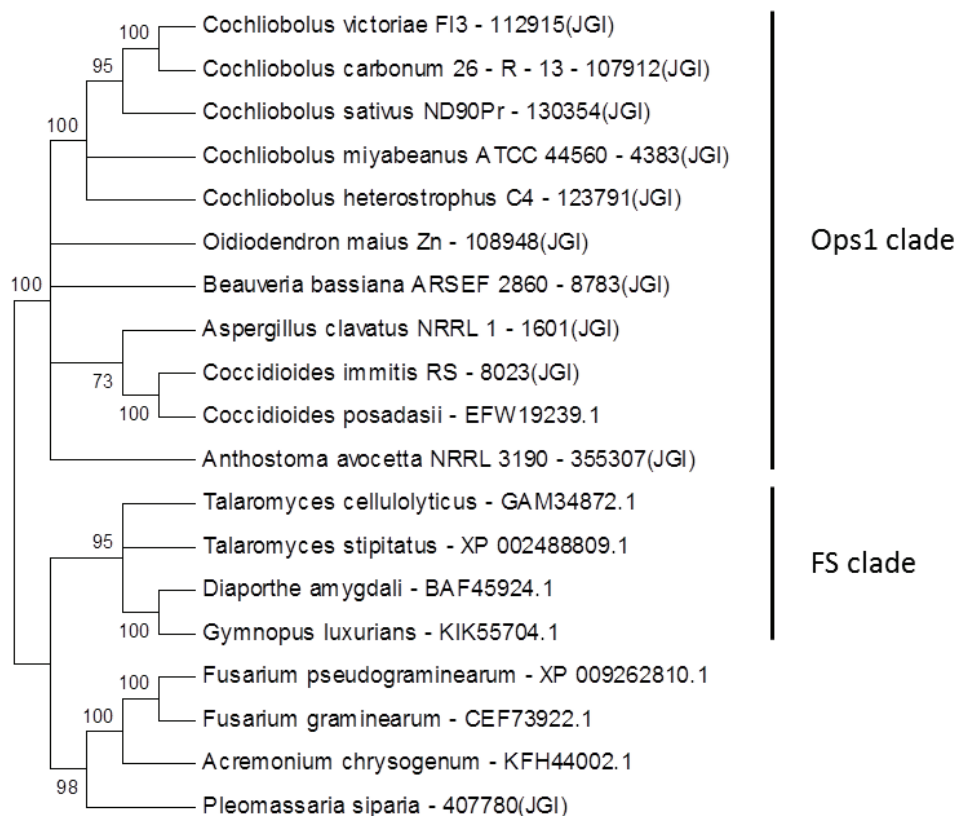 Cochliobolus victoriae FI3 - 112915(JGI)
100
Cochliobolus carbonum 26 - R - 13 - 107912(JGI)
95
Cochliobolus sativus ND90Pr - 130354(JGI)
100
Cochliobolus miyabeanus ATCC 44560 - 4383(JGI)
Cochliobolus heterostrophus C4 - 123791(JGI)
Oidiodendron maius Zn - 108948(JGI)
Ops1 clade
100
Beauveria bassiana ARSEF 2860 - 8783(JGI)
Aspergillus clavatus NRRL 1 - 1601(JGI)
73
Coccidioides immitis RS - 8023(JGI)
100
Coccidioides posadasii - EFW19239.1
Anthostoma avocetta NRRL 3190 - 355307(JGI)
Talaromyces cellulolyticus - GAM34872.1
95
Talaromyces stipitatus - XP 002488809.1
FS clade
Diaporthe amygdali - BAF45924.1
100
Gymnopus luxurians - KIK55704.1
Fusarium pseudograminearum - XP 009262810.1
100
Fusarium graminearum - CEF73922.1
100
Acremonium chrysogenum - KFH44002.1
98
Pleomassaria siparia - 407780(JGI)